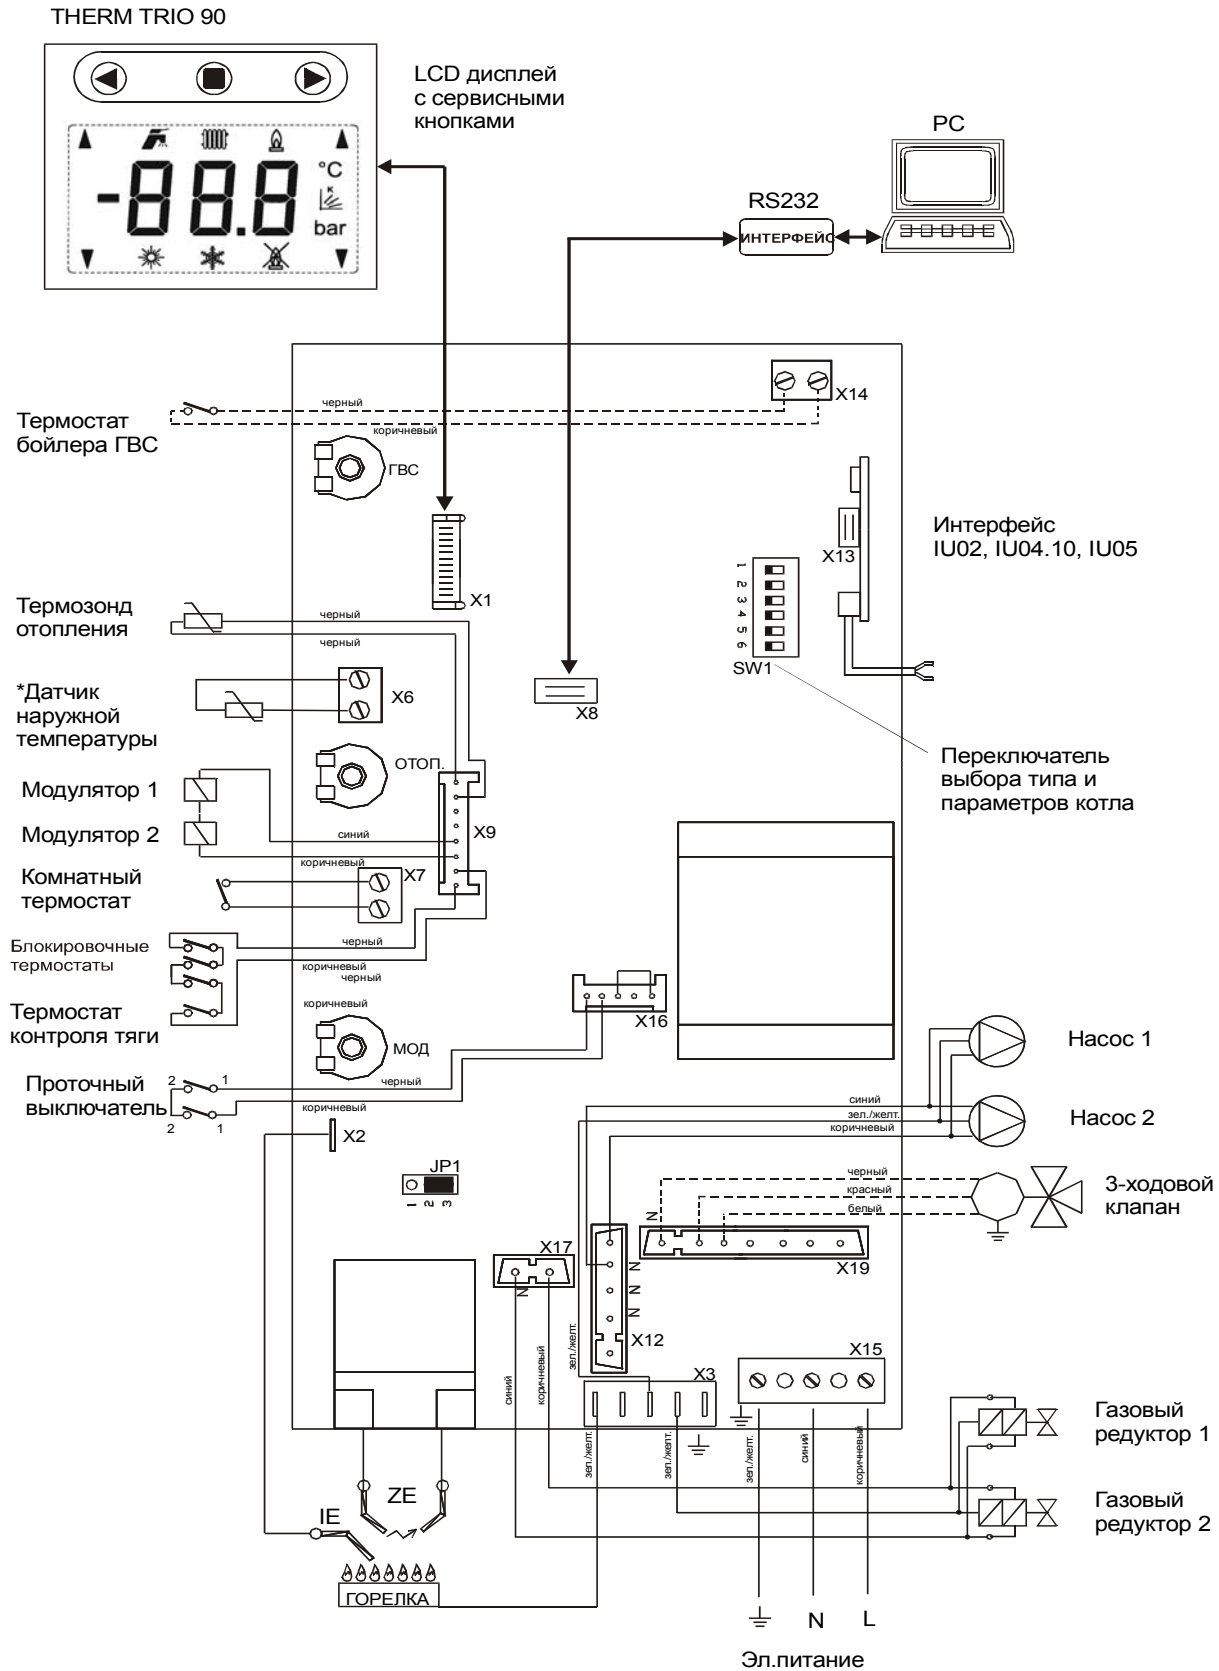 THERM TRIO 90
LCD дисплей
с сервисными
кнопками
°C
K
-88.8
bar
PC
RS232
ИНТЕРФЕЙС
X14
черный
Термостат
бойлера ГВС
коричневый
ГВС
Интерфейс
IU02, IU04.10, IU05
X13
X1
1
2
3
4
5
6
SW1
Термозонд
отопления
черный
черный
*Датчик
наружной
температуры
X6
X8
Переключатель
выбора типа и
параметров котла
ОТОП.
Модулятор 1
Модулятор 2
синий
X9
коричневый
X7
Комнатный
термостат
Блокировочные
термостаты
черный
коричневый
черный
Термостат
контроля тяги
коричневый
X16
МОД
Насос 1
Проточный
выключатель
2
1
2
1
черный
коричневый
X2
синий
зел./желт.
коричневый
Насос 2
JP1
1
2
3
черный
красный
белый
3-ходовой
клапан
N
X19
X17
N
N
N
N
X12
зел./желт.
X15
X3
синий
коричневый
Газовый
редуктор 1
зел./желт.
зел./желт.
зел./желт.
синий
коричневый
ZE
IE
Газовый
редуктор 2
ГОРЕЛКА
N
L
Эл.питание